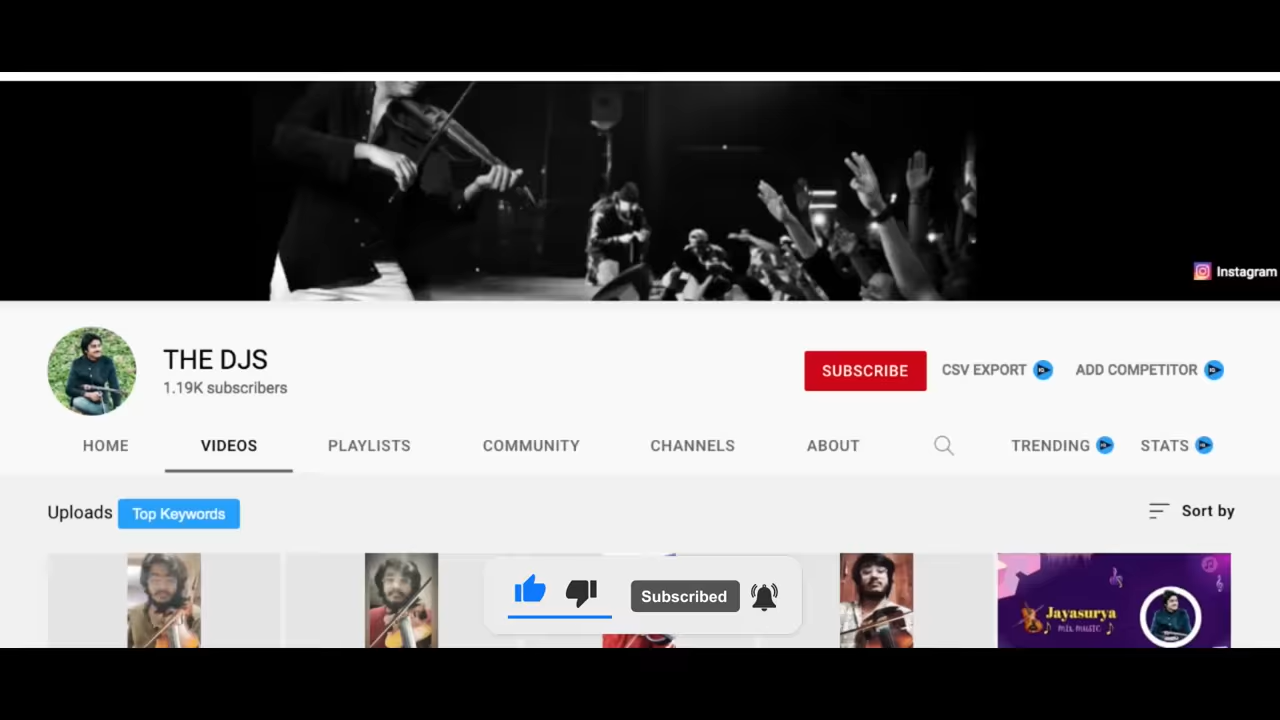 Instagram
THE DJS
1.19K subscribers
SUBSCRIBE
CSV EXPORT
ADD COMPETITOR
HOME
VIDEOS
PLAYLISTS
COMMUNITY
CHANNELS
ABOUT
TRENDING
STATS
Uploads
Top Keywords
Sort by
Subscribed
Jayasurya